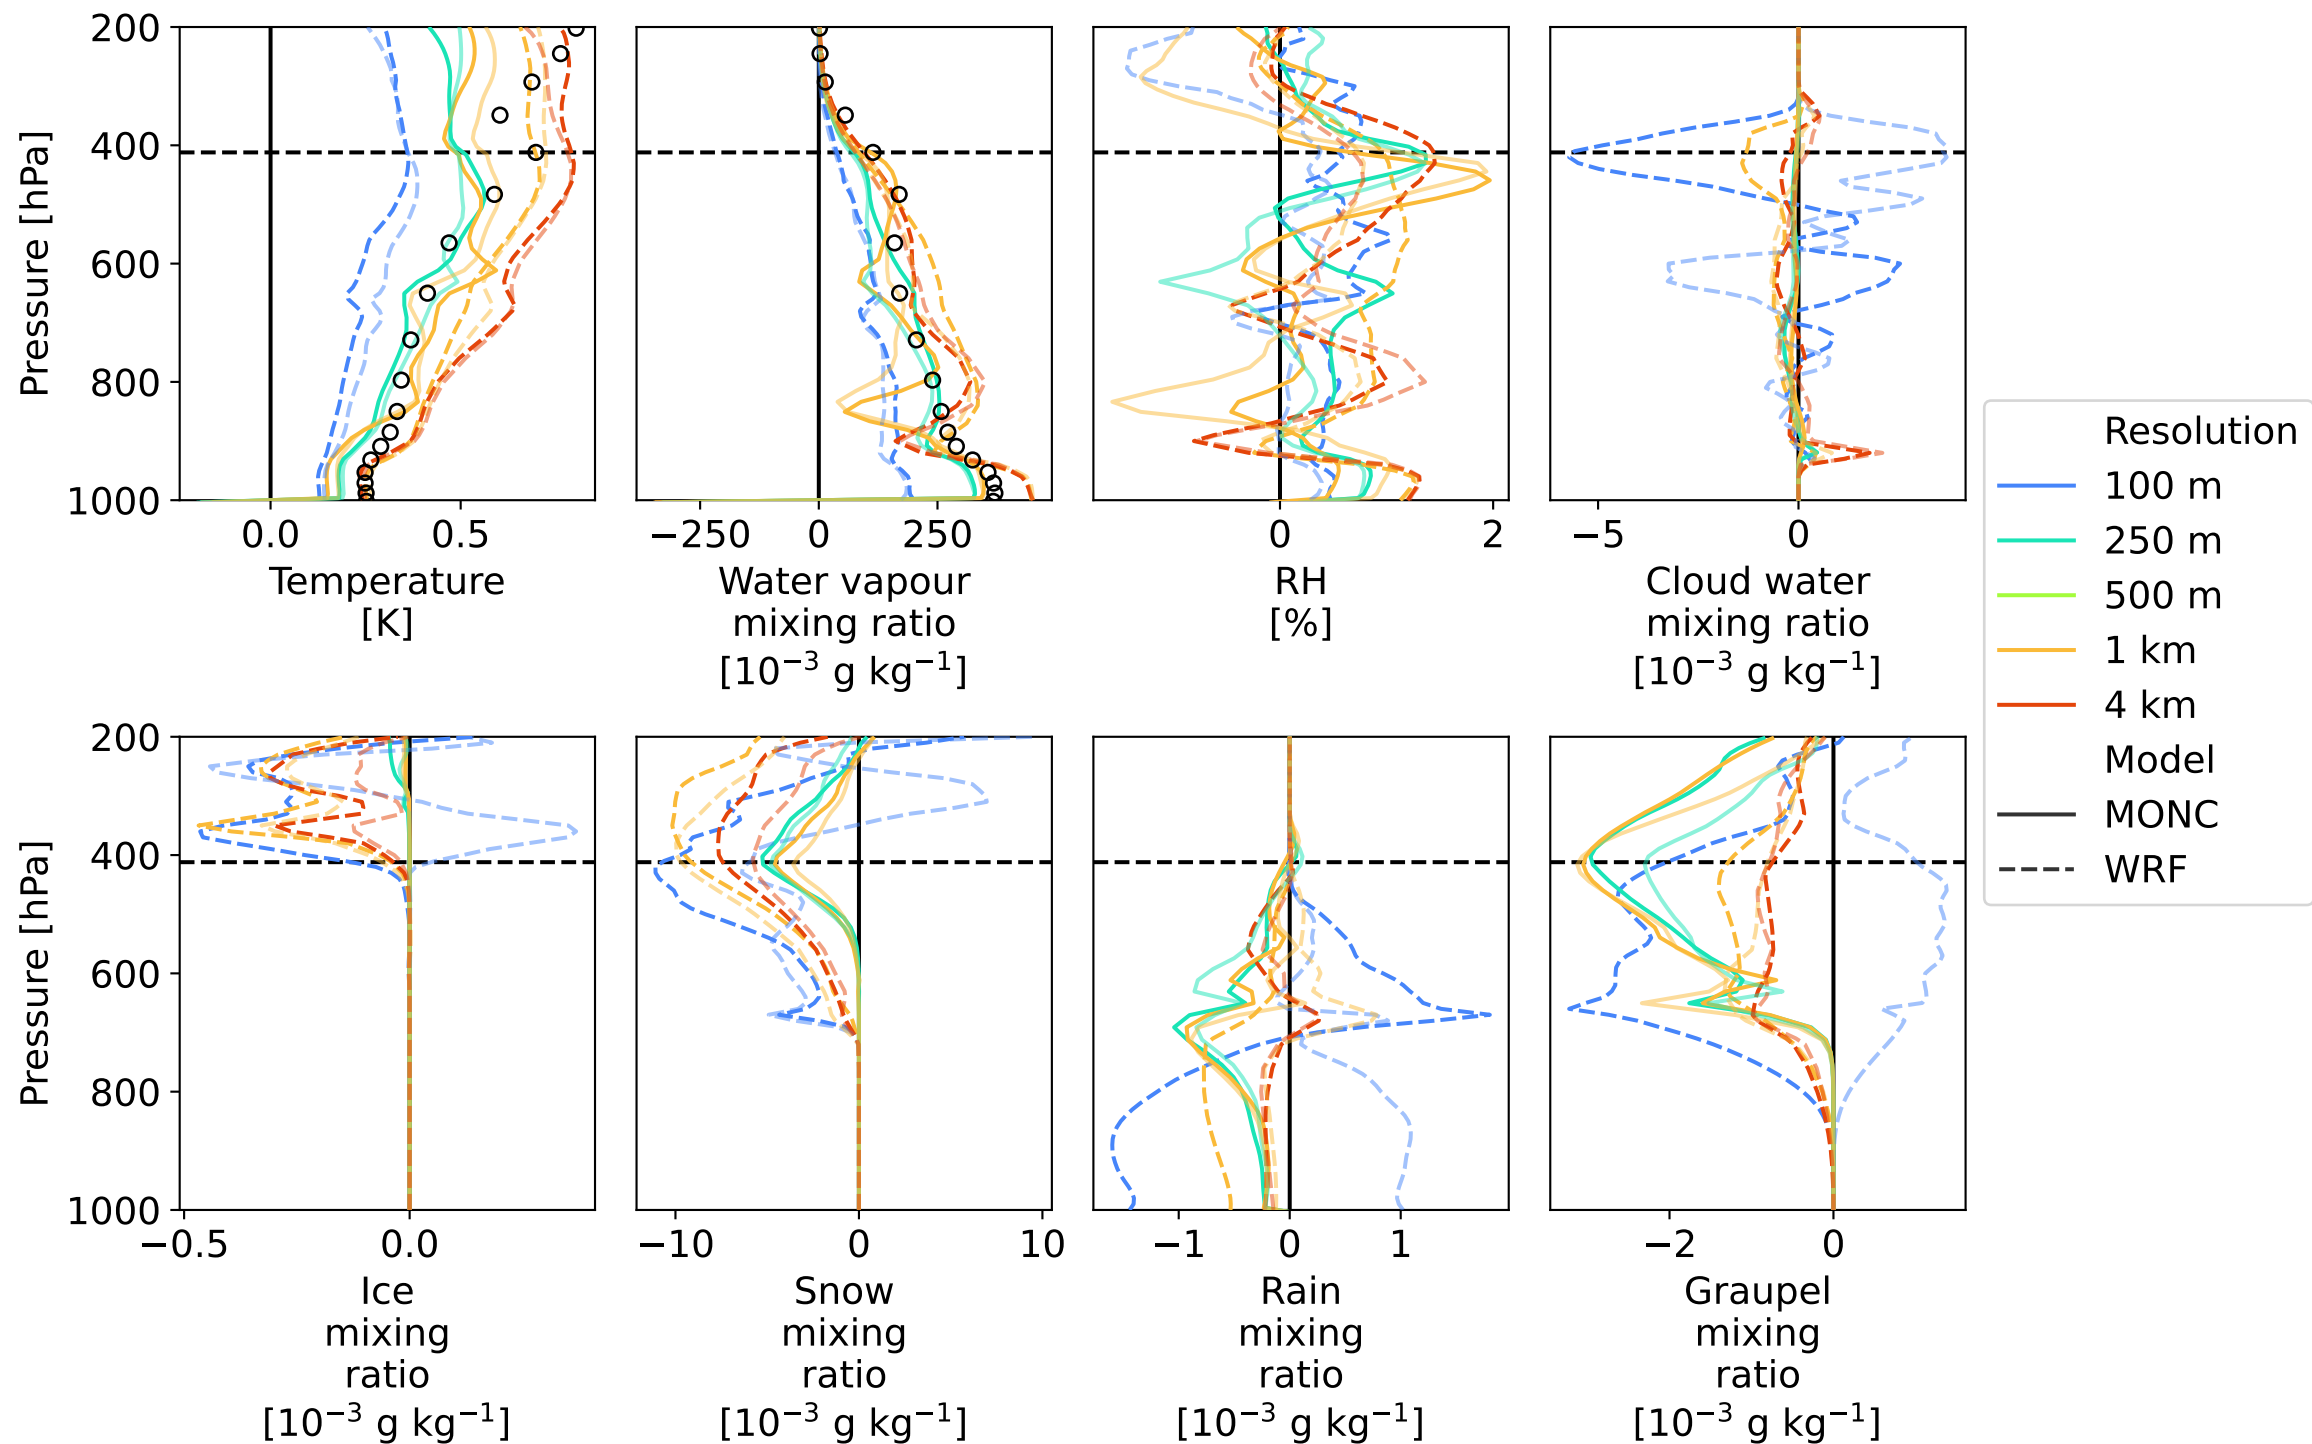 200
400
600
800
1000
Pressure [hPa]
0.0 0.5
Temperature
[K]
−250 0 250
Water vapour
mixing ratio
[10⁻³ g kg⁻¹]
0 2
RH
[%]
−5 0
Cloud water
mixing ratio
[10⁻³ g kg⁻¹]
Resolution
100 m
250 m
500 m
1 km
4 km
Model
MONC
WRF
200
400
600
800
1000
Pressure [hPa]
−0.5 0.0
Ice
mixing
ratio
[10⁻³ g kg⁻¹]
−10 0 10
Snow
mixing
ratio
[10⁻³ g kg⁻¹]
−1 0 1
Rain
mixing
ratio
[10⁻³ g kg⁻¹]
−2 0
Graupel
mixing
ratio
[10⁻³ g kg⁻¹]